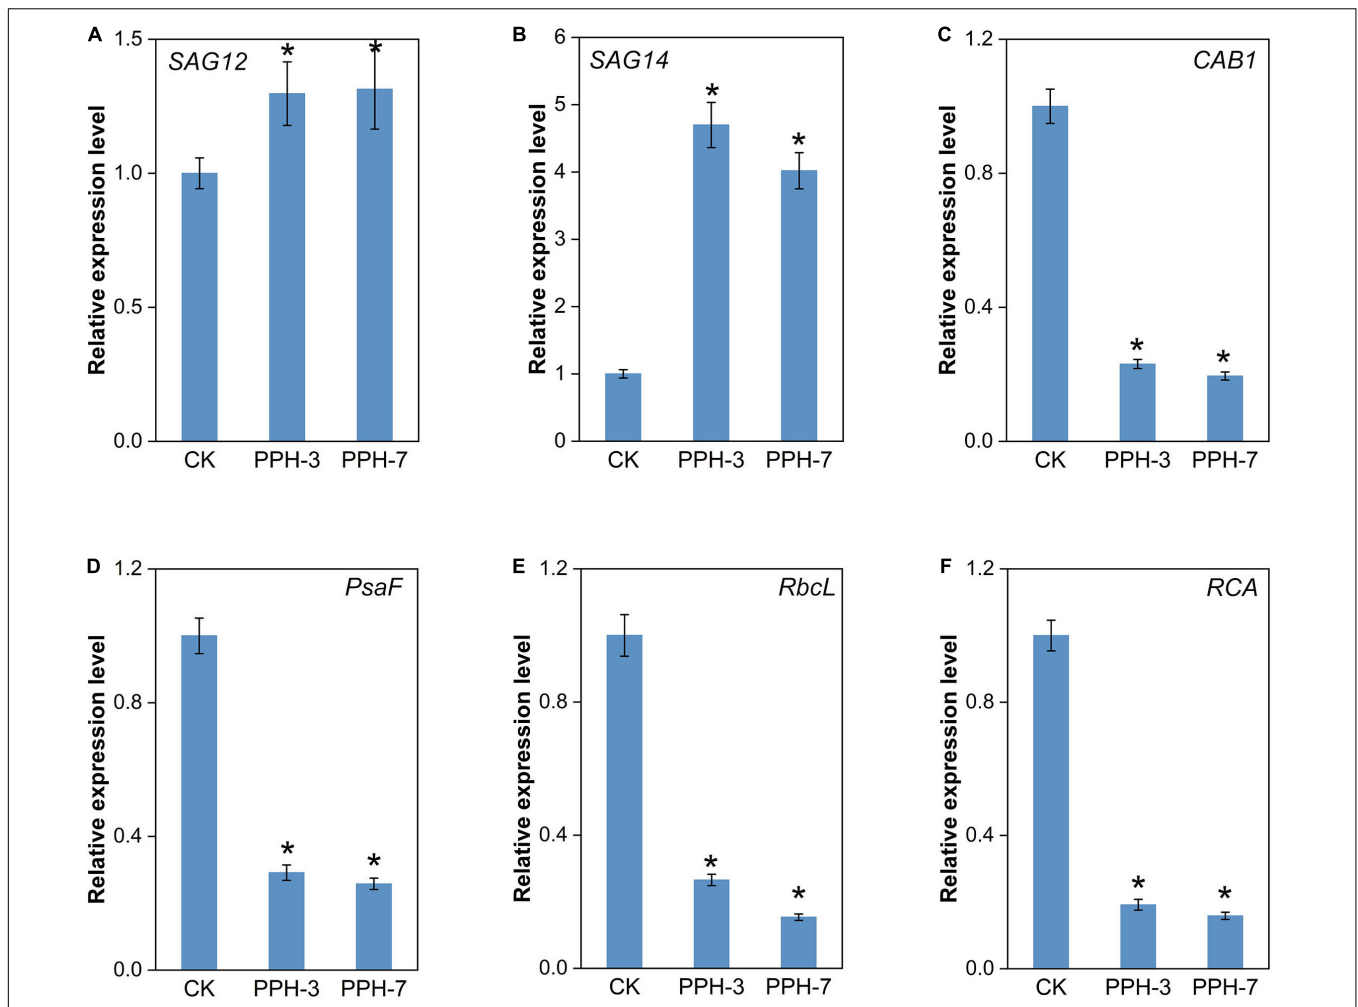 A
SAG12
Relative expression level
1.5
1.0
0.5
0.0
*
*
CK PPH-3 PPH-7
B
SAG14
Relative expression level
6
5
4
3
2
1
0
*
*
CK PPH-3 PPH-7
C
CAB1
Relative expression level
1.2
0.8
0.4
0.0
*
*
CK PPH-3 PPH-7
D
PsaF
Relative expression level
1.2
0.8
0.4
0.0
*
*
CK PPH-3 PPH-7
E
RbcL
Relative expression level
1.2
0.8
0.4
0.0
*
*
CK PPH-3 PPH-7
F
RCA
Relative expression level
1.2
0.8
0.4
0.0
*
*
CK PPH-3 PPH-7